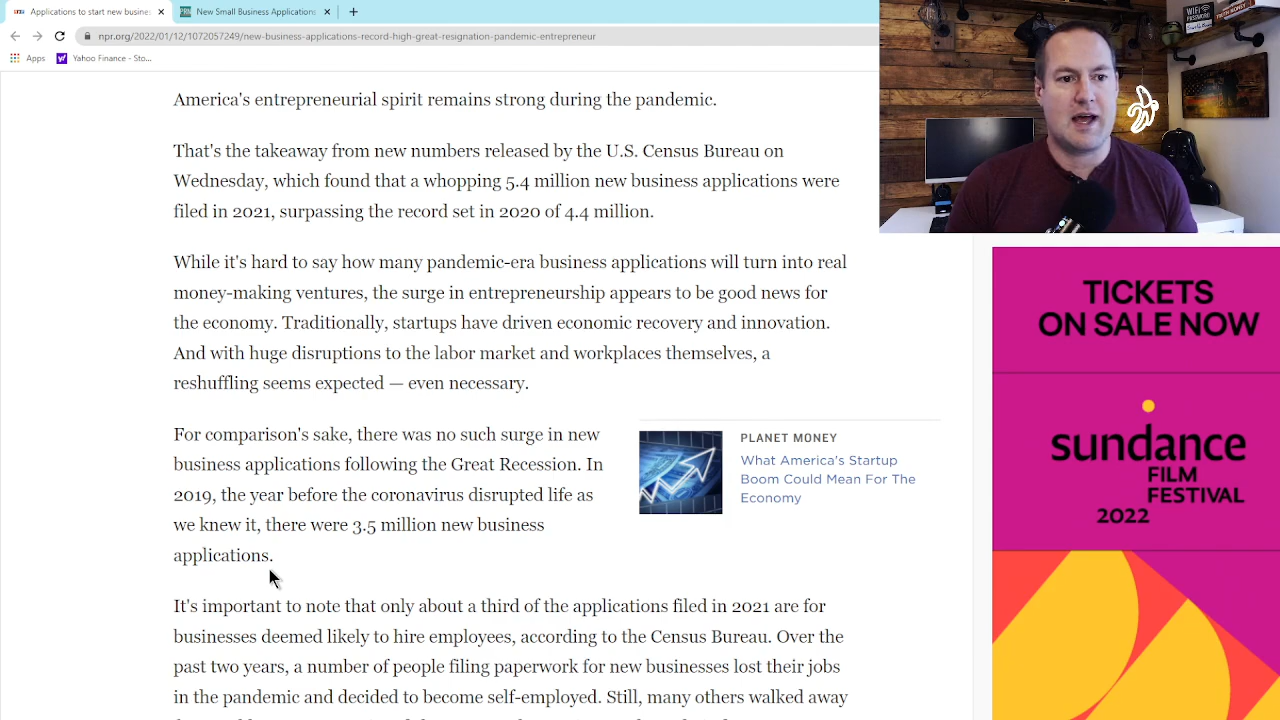 Applications to start new busines
New Small Business Applications
npr.org/2022/01/12/1072057249/new-business-applications-record-high-great-resignation-pandemic-entrepreneur
Apps
Yahoo Finance - Sto...
WiFi
PASSWORD
America's entrepreneurial spirit remains strong during the pandemic.
That's the takeaway from new numbers released by the U.S. Census Bureau on
Wednesday, which found that a whopping 5.4 million new business applications were
filed in 2021, surpassing the record set in 2020 of 4.4 million.
While it's hard to say how many pandemic-era business applications will turn into real
money-making ventures, the surge in entrepreneurship appears to be good news for
the economy. Traditionally, startups have driven economic recovery and innovation.
And with huge disruptions to the labor market and workplaces themselves, a
reshuffling seems expected — even necessary.
For comparison's sake, there was no such surge in new
business applications following the Great Recession. In
2019, the year before the coronavirus disrupted life as
we knew it, there were 3.5 million new business
applications.
PLANET MONEY
What America's Startup
Boom Could Mean For The
Economy
It's important to note that only about a third of the applications filed in 2021 are for
businesses deemed likely to hire employees, according to the Census Bureau. Over the
past two years, a number of people filing paperwork for new businesses lost their jobs
in the pandemic and decided to become self-employed. Still, many others walked away
TICKETS
ON SALE NOW
sundance
FILM
FESTIVAL
2022